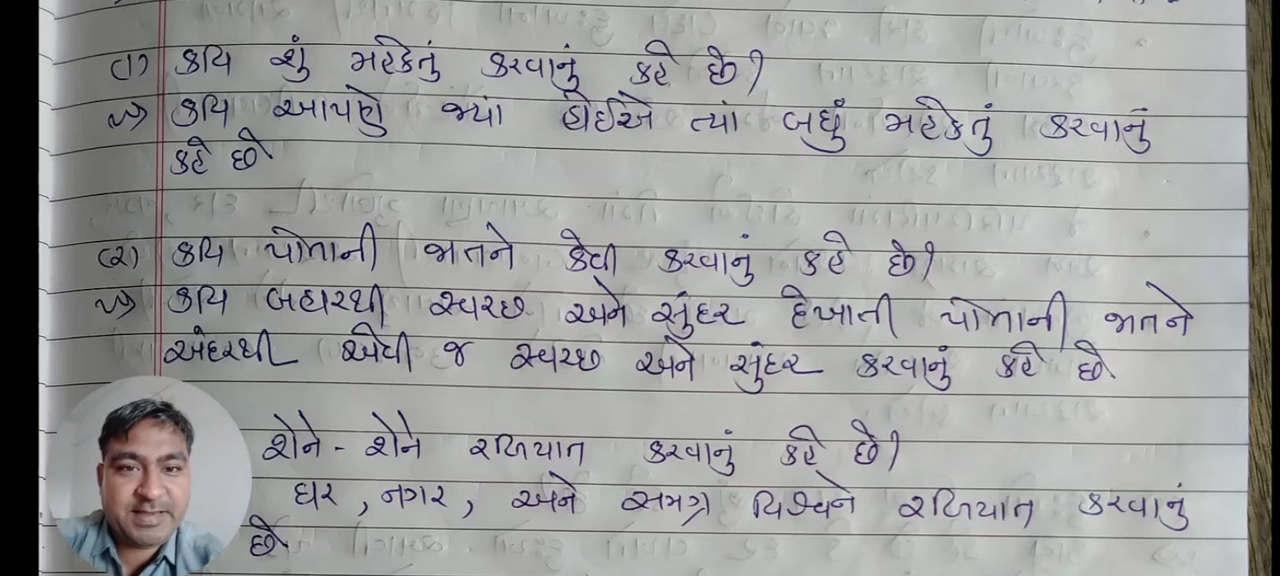 (૧) કવિ શું મહેકતું કરવાનું કહે છે?
જ) કવિ આપણે જ્યાં હોઈએ ત્યાં બધું મહેકતું કરવાનું
કહે છે
(૨) કવિ પોતાની જાતને કેવી કરવાનું કહે છે?
જ) કવિ બહારથી સ્વચ્છ અને સુંદર દેખાતી પોતાની જાતને
અંદરથી એવી જ સ્વચ્છ અને સુંદર કરવાનું કહે છે.
શેને - શેને રળિયાત કરવાનું કહે છે?
ઘર, નગર, અને સમગ્ર વિશ્વને રળિયાત કરવાનું
છે.